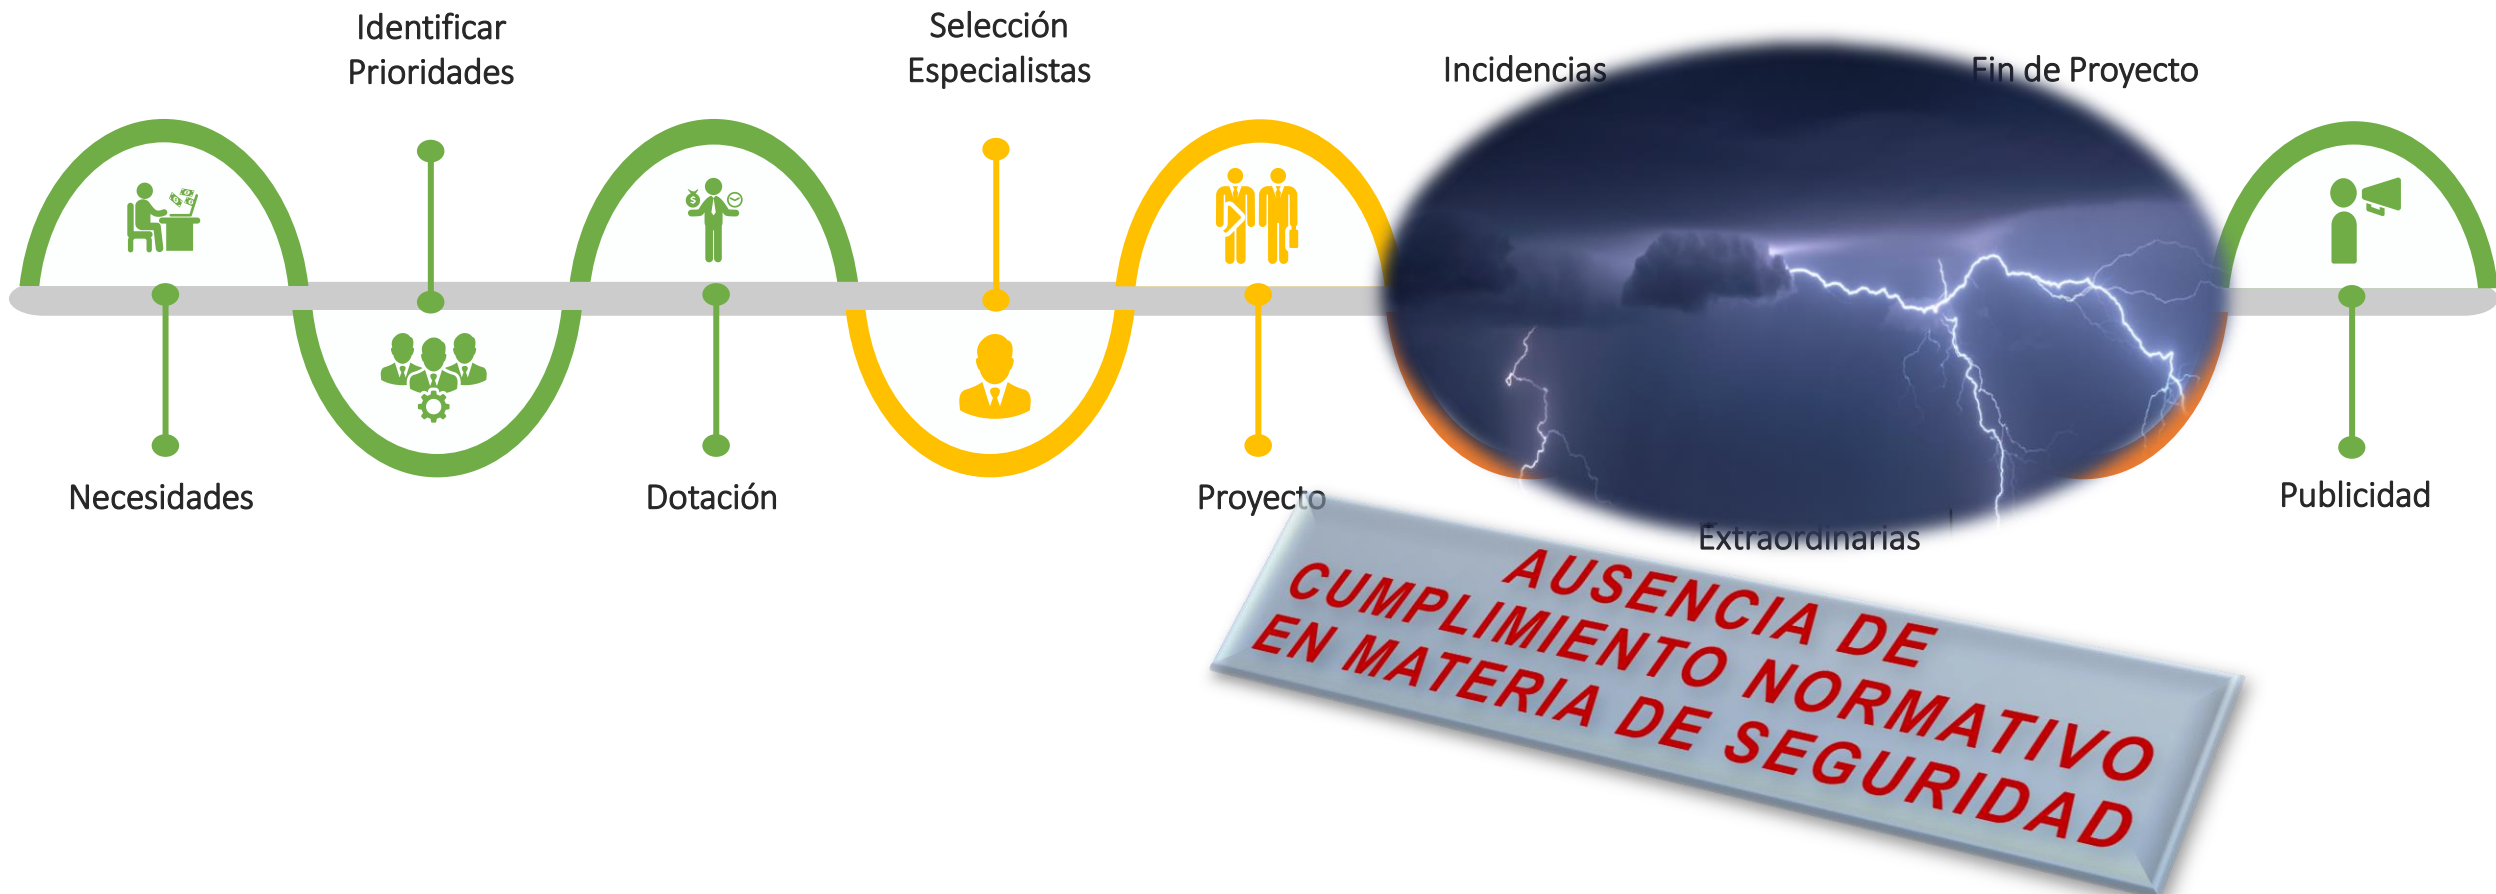 Identificar
Prioridades
Selección
Especialistas
Incidencias
Fin de Proyecto
Necesidades
Dotación
Proyecto
Extraordinarias
Publicidad
AUSENCIA DE
CUMPLIMIENTO NORMATIVO
EN MATERIA DE SEGURIDAD